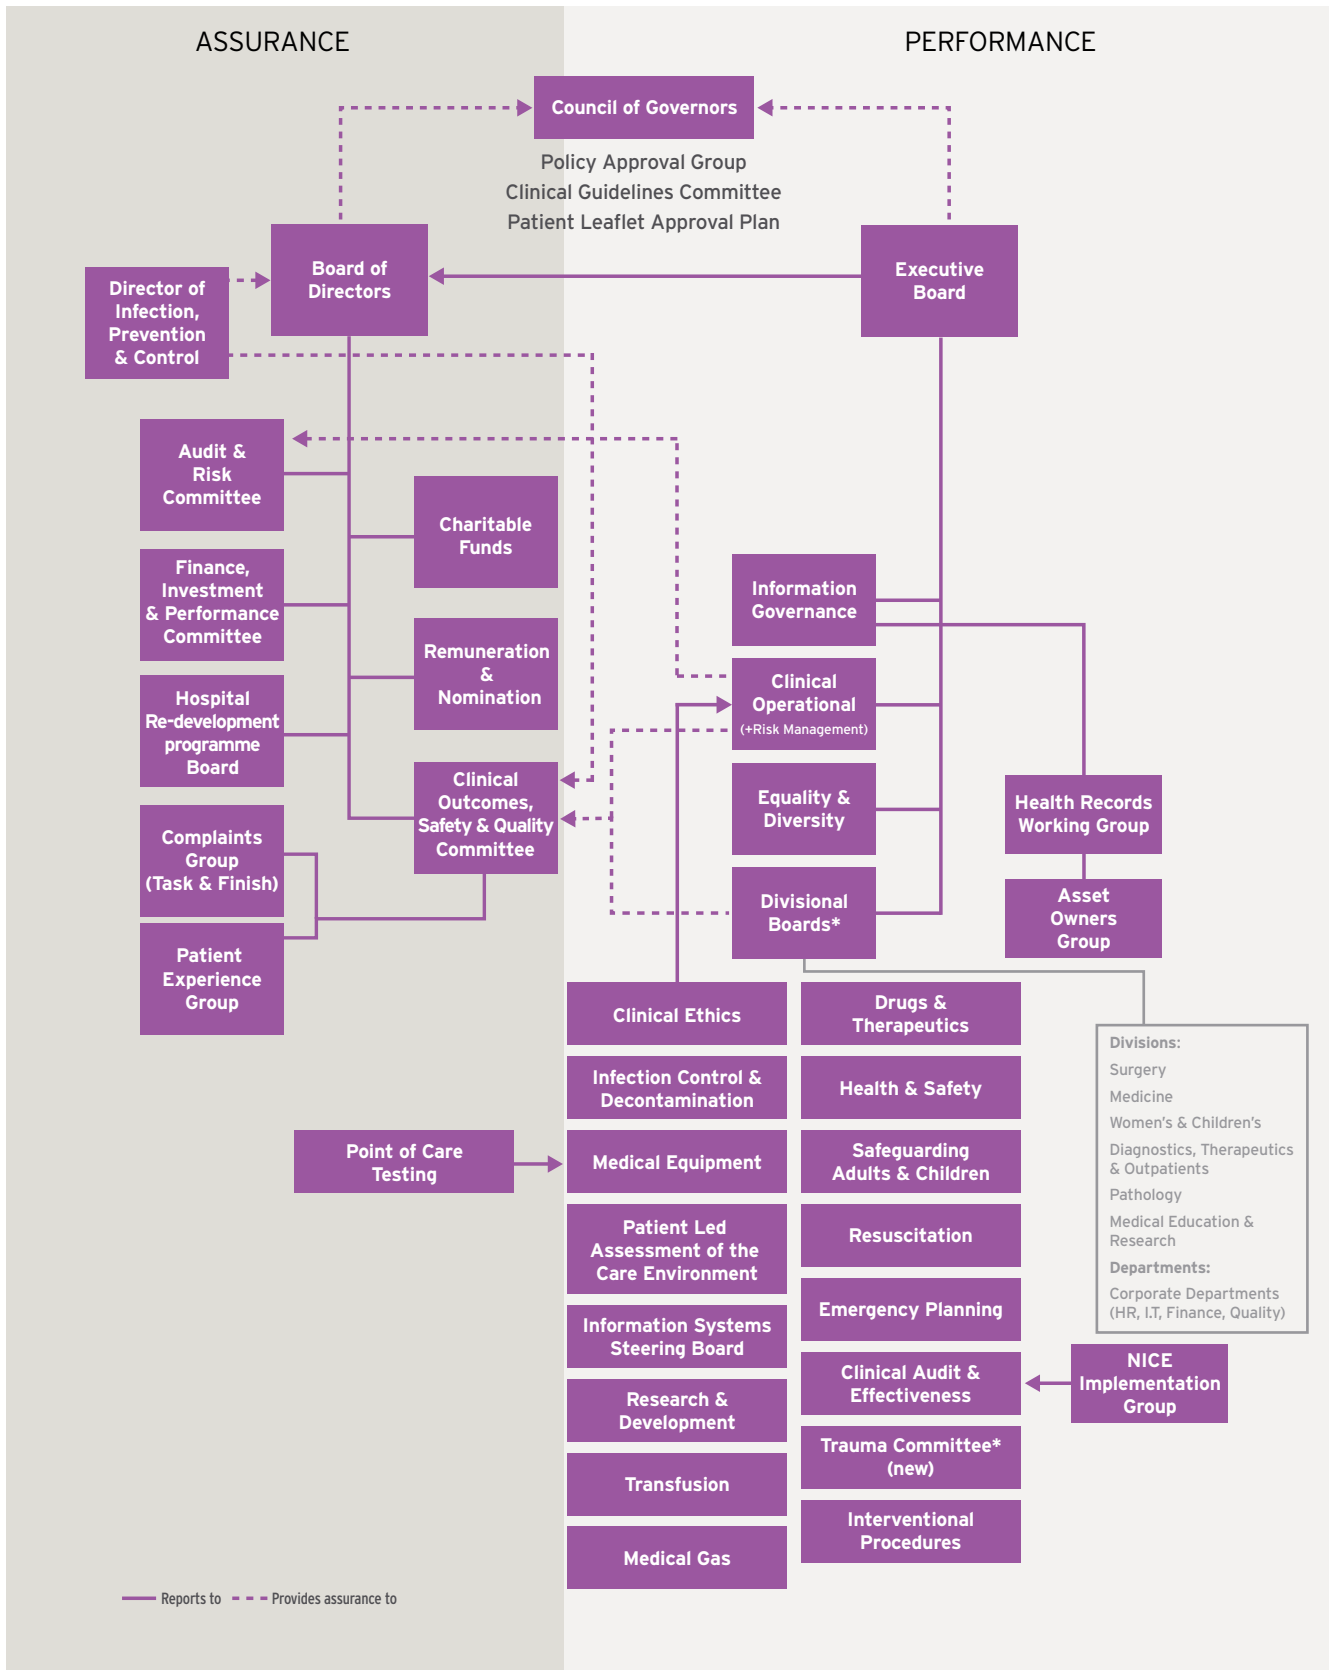 ASSURANCE
PERFORMANCE
Council of Governors
Policy Approval Group
Clinical Guidelines Committee
Patient Leaflet Approval Plan
Board of
Directors
Executive
Board
Director of
Infection,
Prevention
& Control
Audit &
Risk
Committee
Charitable
Funds
Finance,
Investment
& Performance
Committee
Information
Governance
Remuneration
&
Nomination
Clinical
Operational
(+Risk Management)
Hospital
Re-development
programme
Board
Clinical
Outcomes,
Safety & Quality
Committee
Equality &
Diversity
Health Records
Working Group
Complaints
Group
(Task & Finish)
Divisional
Boards*
Asset
Owners
Group
Patient
Experience
Group
Clinical Ethics
Drugs &
Therapeutics
Infection Control &
Decontamination
Health & Safety
Point of Care
Testing
Medical Equipment
Safeguarding
Adults & Children
Patient Led
Assessment of the
Care Environment
Resuscitation
Emergency Planning
Information Systems
Steering Board
Clinical Audit &
Effectiveness
NICE
Implementation
Group
Research &
Development
Trauma Committee*
(new)
Transfusion
Interventional
Procedures
Medical Gas
Divisions:
Surgery
Medicine
Women's & Children's
Diagnostics, Therapeutics
& Outpatients
Pathology
Medical Education &
Research
Departments:
Corporate Departments
(HR, I.T, Finance, Quality)
Reports to
Provides assurance to